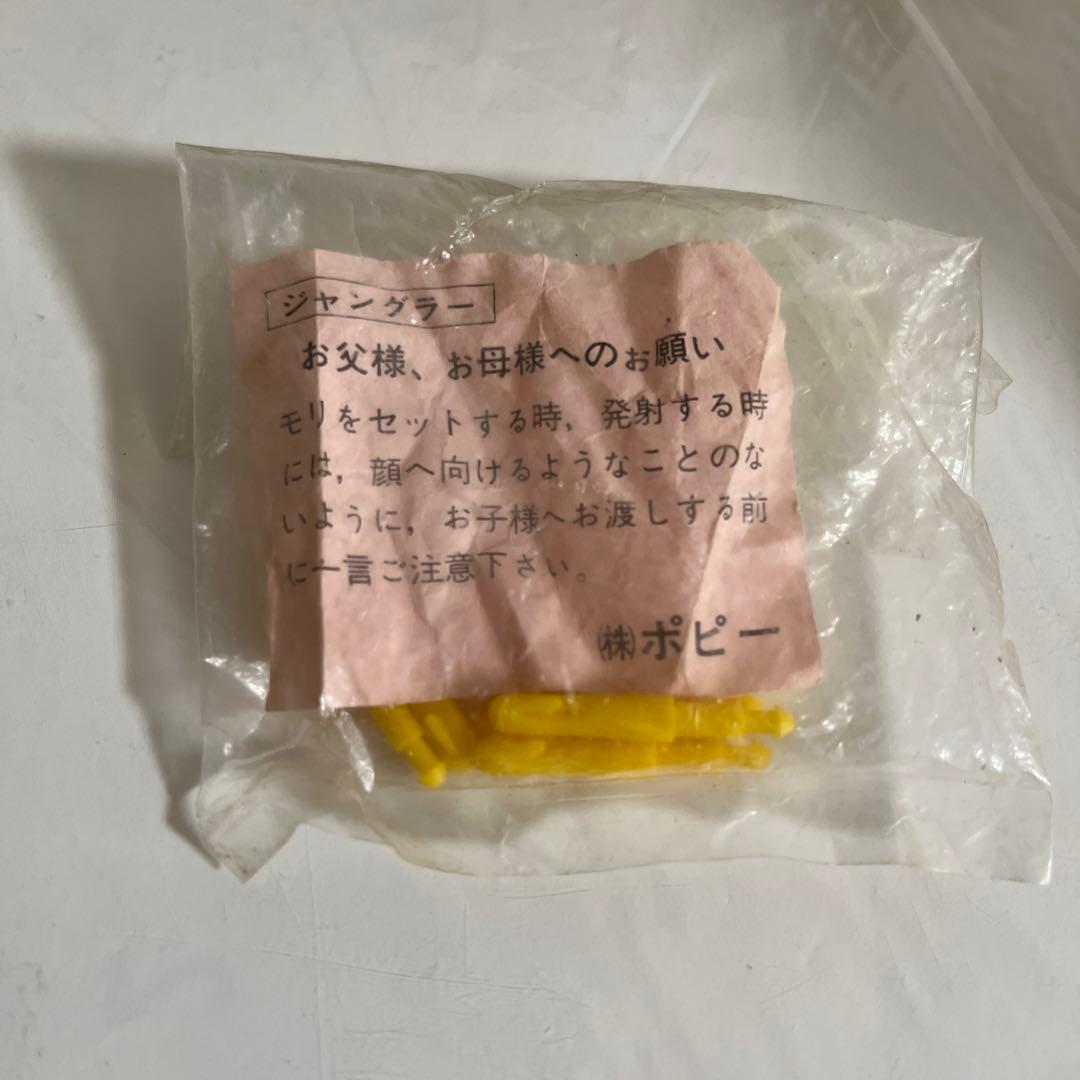 ジャングラー
お父様、お母様へのお願い
モリをセットする時，発射する時
には，顔へ向けるようなことのな
いように，お子様へお渡しする前
に一言ご注意下さい。
㈱ポピー